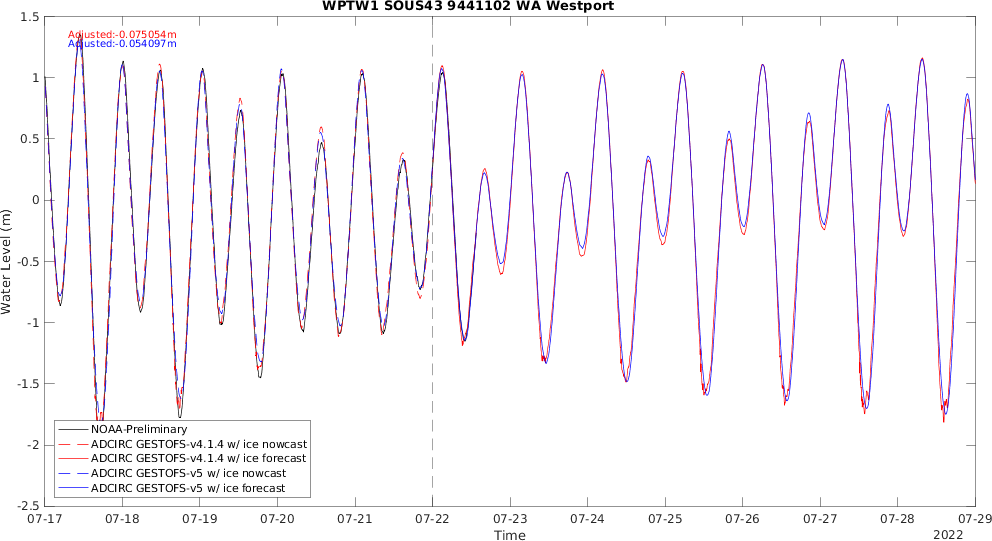 WPTW1 SOUS43 9441102 WA Westport
Adjusted:-0.075054m
Adjusted:-0.054097m
1.5
1
0.5
0
-0.5
-1
-1.5
-2
-2.5
Water Level (m)
NOAA-Preliminary
ADCIRC GESTOFS-v4.1.4 w/ ice nowcast
ADCIRC GESTOFS-v4.1.4 w/ ice forecast
ADCIRC GESTOFS-v5 w/ ice nowcast
ADCIRC GESTOFS-v5 w/ ice forecast
07-17 07-18 07-19 07-20 07-21 07-22 07-23 07-24 07-25 07-26 07-27 07-28 07-29
Time
2022